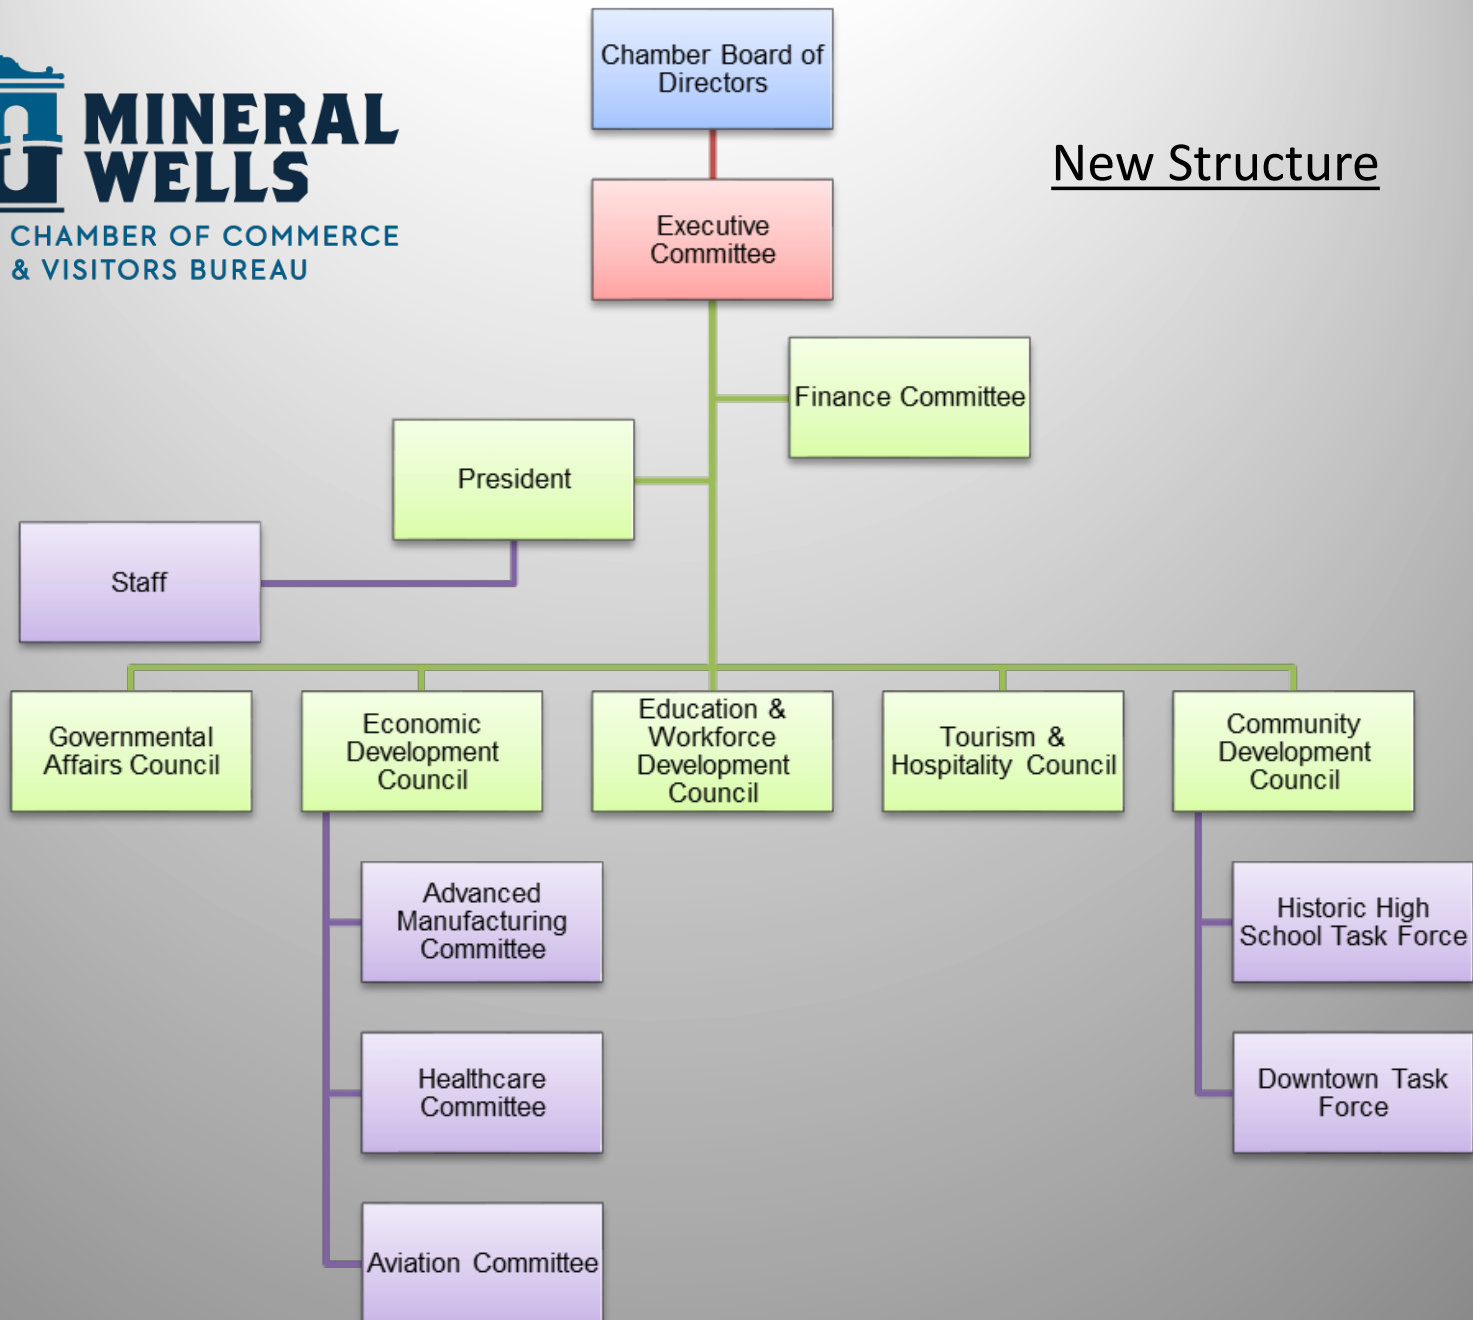 Chamber Board of
Directors
MINERAL
WELLS
CHAMBER OF COMMERCE
& VISITORS BUREAU
New Structure
Executive
Committee
Finance Committee
President
Staff
Governmental
Affairs Council
Economic
Development
Council
Education &
Workforce
Development
Council
Tourism &
Hospitality Council
Community
Development
Council
Advanced
Manufacturing
Committee
Historic High
School Task Force
Healthcare
Committee
Downtown Task
Force
Aviation Committee